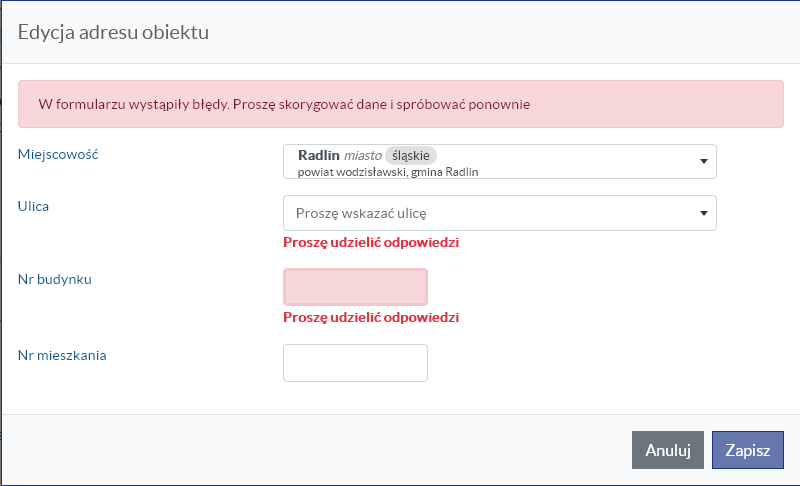 Edycja adresu obiektu
W formularzu wystąpiły błędy. Proszę skorygować dane i spróbować ponownie
Miejscowość
Radlin miasto śląskie
powiat wodzisławski, gmina Radlin
Ulica
Proszę wskazać ulicę
Proszę udzielić odpowiedzi
Nr budynku
Proszę udzielić odpowiedzi
Nr mieszkania
Anuluj Zapisz